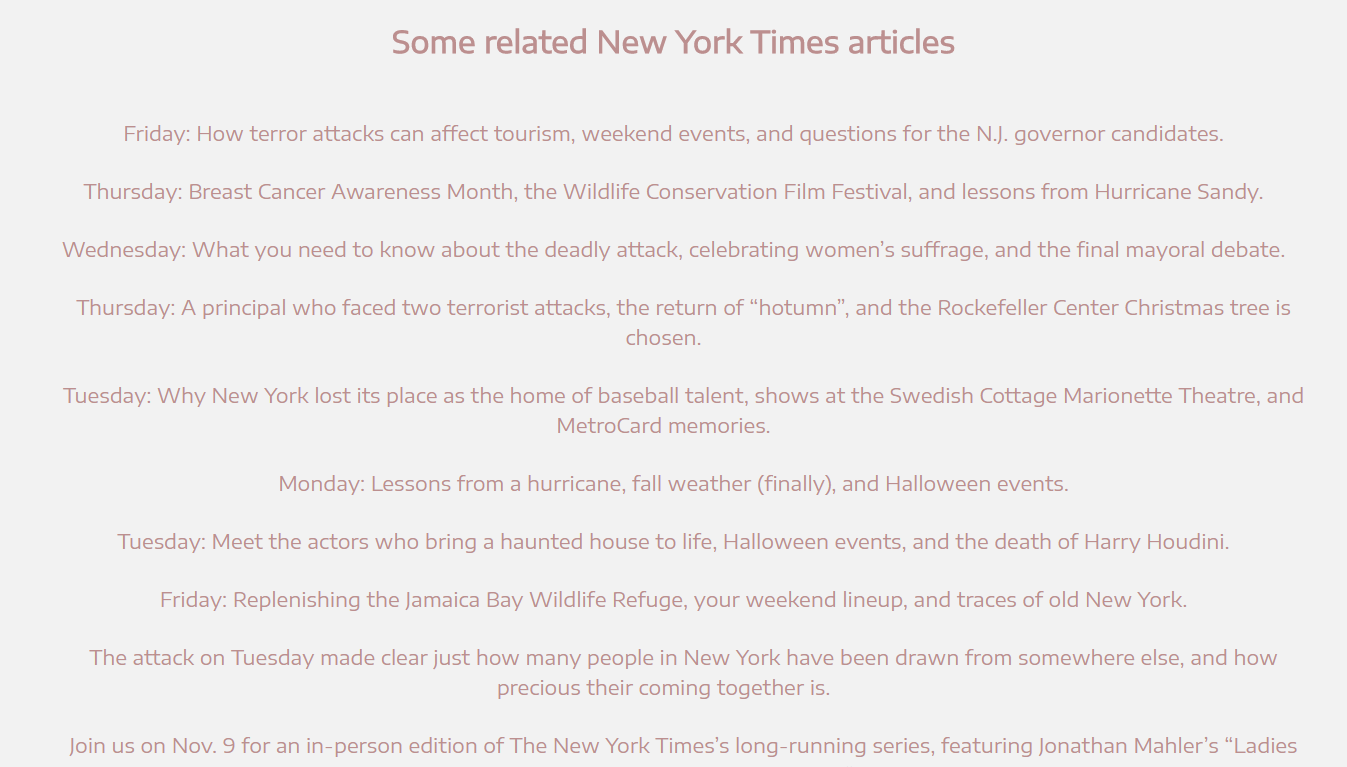 Some related New York Times articles
Friday: How terror attacks can affect tourism, weekend events, and questions for the N.J. governor candidates.
Thursday: Breast Cancer Awareness Month, the Wildlife Conservation Film Festival, and lessons from Hurricane Sandy.
Wednesday: What you need to know about the deadly attack, celebrating women’s suffrage, and the final mayoral debate.
Thursday: A principal who faced two terrorist attacks, the return of “hotumn”, and the Rockefeller Center Christmas tree is
chosen.
Tuesday: Why New York lost its place as the home of baseball talent, shows at the Swedish Cottage Marionette Theatre, and
MetroCard memories.
Monday: Lessons from a hurricane, fall weather (finally), and Halloween events.
Tuesday: Meet the actors who bring a haunted house to life, Halloween events, and the death of Harry Houdini.
Friday: Replenishing the Jamaica Bay Wildlife Refuge, your weekend lineup, and traces of old New York.
The attack on Tuesday made clear just how many people in New York have been drawn from somewhere else, and how
precious their coming together is.
Join us on Nov. 9 for an in-person edition of The New York Times’s long-running series, featuring Jonathan Mahler’s “Ladies